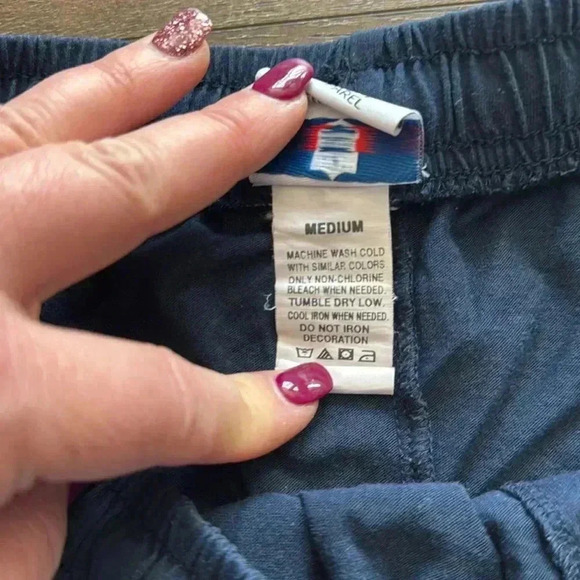 AREL
MEDIUM
MACHINE WASH COLD
WITH SIMILAR COLORS
ONLY NON-CHLORINE
BLEACH WHEN NEEDED.
TUMBLE DRY LOW.
COOL IRON WHEN NEEDED.
DO NOT IRON
DECORATION